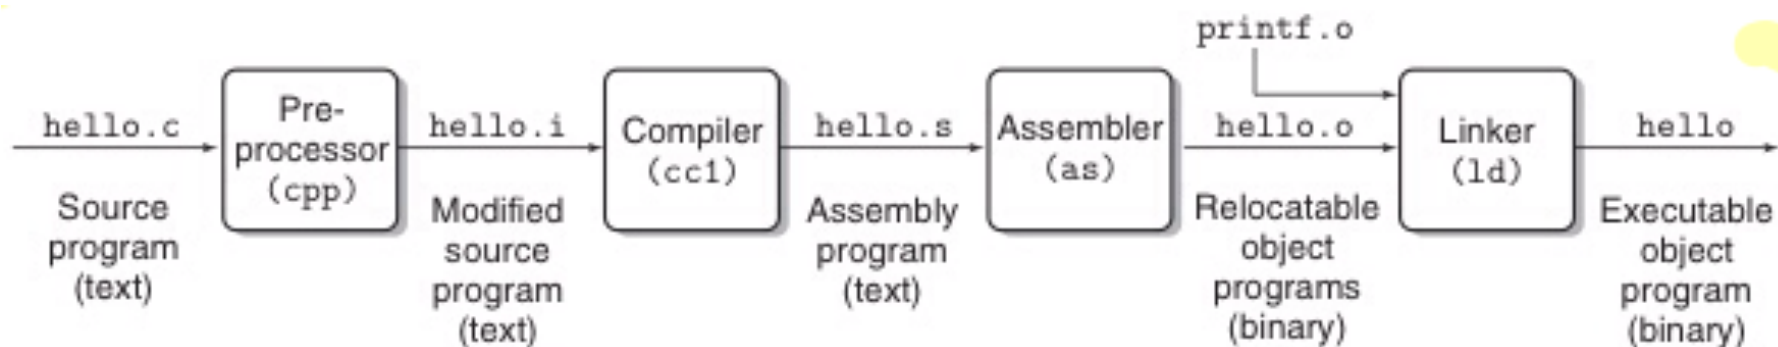 printf.o
hello.c
Pre-
processor
(cpp)
hello.i
Compiler
(cc1)
hello.s
Assembler
(as)
hello.o
Linker
(ld)
hello
Source
program
(text)
Modified
source
program
(text)
Assembly
program
(text)
Relocatable
object
programs
(binary)
Executable
object
program
(binary)